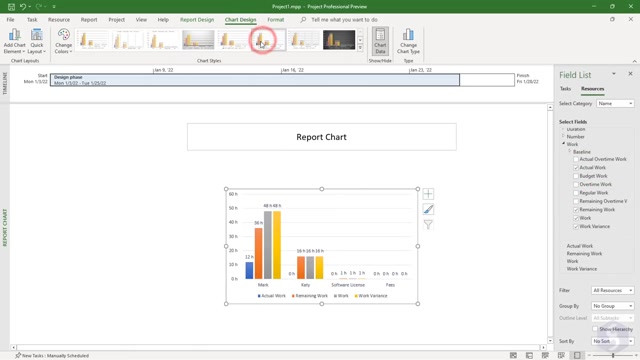 Project1.mpp - Project Professional Preview
File Task Resource Report Project View Help Report Design Chart Design Format Tell me what you want to do
Add Chart Element Quick Layout Change Colors Chart Data Change Chart Type
Chart Layouts Chart Styles Show/Hide Type
TIMELINE
Start
Mon 1/3/22
Jan 9, '22 Jan 16, '22 Jan 23, '22
Design phase
Mon 1/3/22 - Tue 1/25/22
Finish
Fri 1/28/22
REPORT CHART
Report Chart
60 h
50 h
40 h
30 h
20 h
10 h
0 h
12 h 36 h 48 h 48 h
0 h 16 h 16 h 16 h
0 h 1 h 1 h 1 h
0 h 0 h 0 h 0 h
Mark Katy Software License Fees
Actual Work Remaining Work Work Work Variance
Field List
Tasks Resources
Select Category Name
Select Fields
Duration
Number
Work
Baseline
Actual Overtime Work
Actual Work
Budget Work
Overtime Work
Regular Work
Remaining Overtime
Remaining Work
Work
Work Variance
Actual Work
Remaining Work
Work
Work Variance
Filter All Resources
Group By No Group
Outline Level All Subtasks
Show Hierarchy
Sort By No Sort
Ready New Tasks : Manually Scheduled